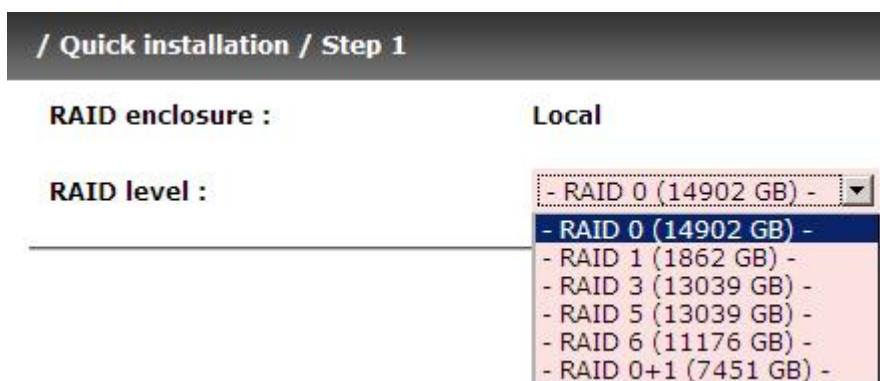 / Quick installation / Step 1
RAID enclosure : Local
RAID level : - RAID 0 (14902 GB) -
- RAID 0 (14902 GB) -
- RAID 1 (1862 GB) -
- RAID 3 (13039 GB) -
- RAID 5 (13039 GB) -
- RAID 6 (11176 GB) -
- RAID 0+1 (7451 GB) -